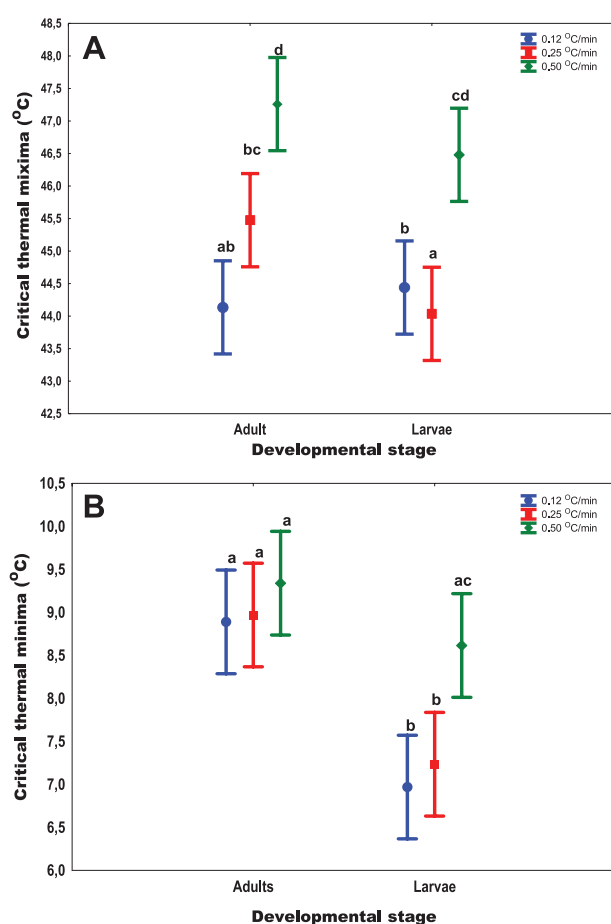 A
48,5
48,0
47,5
47,0
46,5
46,0
45,5
45,0
44,5
44,0
43,5
43,0
42,5
Critical thermal mixima (°C)
0.12 °C/min
0.25 °C/min
0.50 °C/min
d
cd
bc
ab
b
a
Adult Larvae
Developmental stage
B
10,5
10,0
9,5
9,0
8,5
8,0
7,5
7,0
6,5
6,0
Critical thermal minima (°C)
0.12 °C/min
0.25 °C/min
0.50 °C/min
a a a
ac
b b
Adults Larvae
Developmental stage